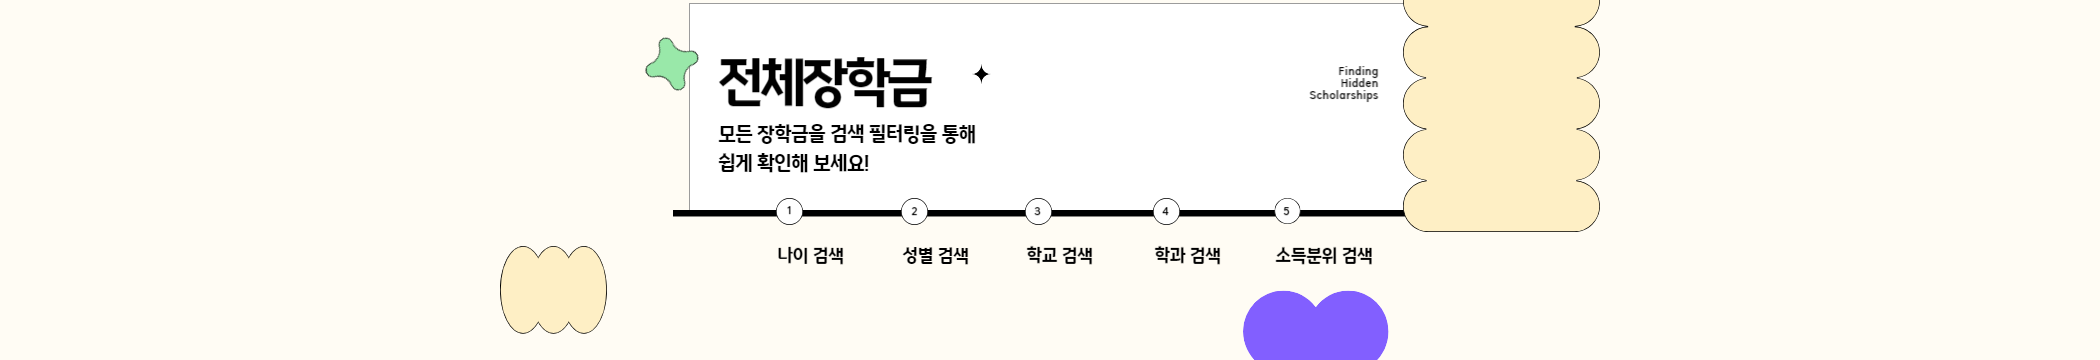 전체장학금
모든 장학금을 검색 필터링을 통해
쉽게 확인해 보세요!
Finding
Hidden
Scholarships
1 2 3 4 5
나이 검색 성별 검색 학교 검색 학과 검색 소득분위 검색